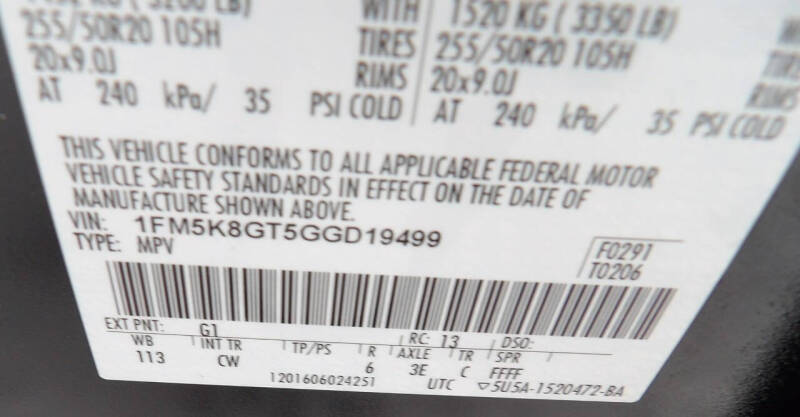 WITH 1520 KG ( 3350 LB)
255/50R20 105H TIRES 255/50R20 105H
20x9.0J RIMS 20x9.0J RIMS
AT 240 kPa/ 35 PSI COLD AT 240 kPa/ 35 PSI COLD
THIS VEHICLE CONFORMS TO ALL APPLICABLE FEDERAL MOTOR
VEHICLE SAFETY STANDARDS IN EFFECT ON THE DATE OF
MANUFACTURE SHOWN ABOVE.
VIN: 1FM5K8GT5GGD19499
TYPE: MPV
F0291
T0206
EXT PNT: G1 RC: 13 DSO:
WB INT TR TP/PS R AXLE TR SPR
113 CW 6 3E C FFFF
1201606024251 UTC ▽5U5A-1520472-BA